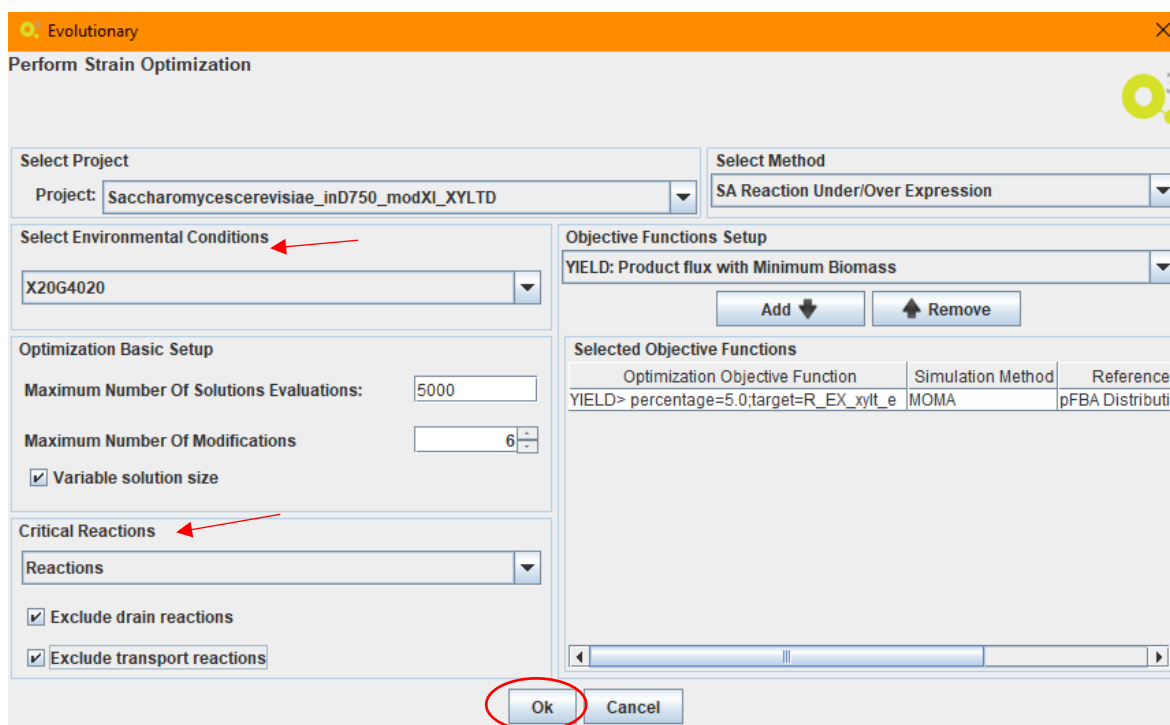 Evolutionary
Perform Strain Optimization
Select Project
Project: Saccharomycescerevisiae_inD750_modXI_XYLTD
Select Method
SA Reaction Under/Over Expression
Select Environmental Conditions
X20G4020
Objective Functions Setup
YIELD: Product flux with Minimum Biomass
Add
Remove
Optimization Basic Setup
Maximum Number Of Solutions Evaluations: 5000
Maximum Number Of Modifications 6
Variable solution size
Selected Objective Functions
Optimization Objective Function Simulation Method Reference
YIELD> percentage=5.0;target=R_EX_xylt_e MOMA pFBA Distributi
Critical Reactions
Reactions
Exclude drain reactions
Exclude transport reactions
Ok Cancel